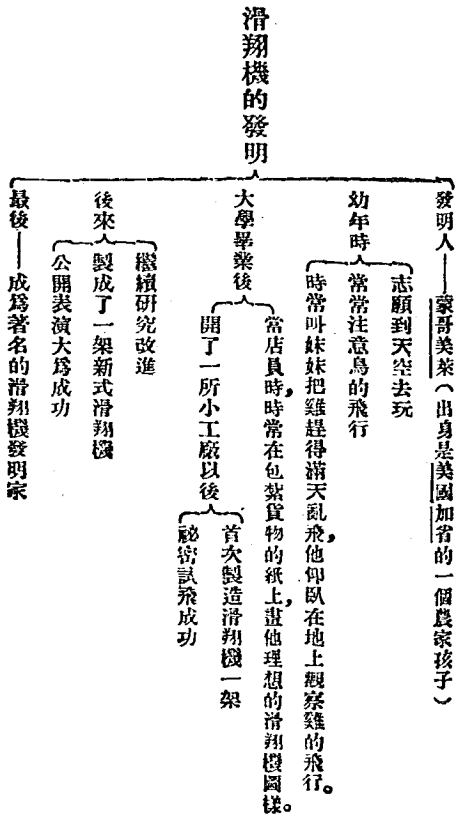 滑翔機的發明
發明人——蒙哥美萊（出身是美國加省的一個農家孩子）
幼年時
志願到天空去玩
常常注意鳥的飛行
時常叫妹妹把雞趕得滿天亂飛，他仰臥在地上觀察雞的飛行。
大學畢業後
當店員時，時常在包紮貨物的紙上，畫他理想的滑翔機圖樣。
開了一所小工廠以後
首次製造滑翔機一架
祕密試飛成功
後來
繼續研究改進
製成了一架新式滑翔機
公開表演大爲成功
最後——成爲著名的滑翔機發明家